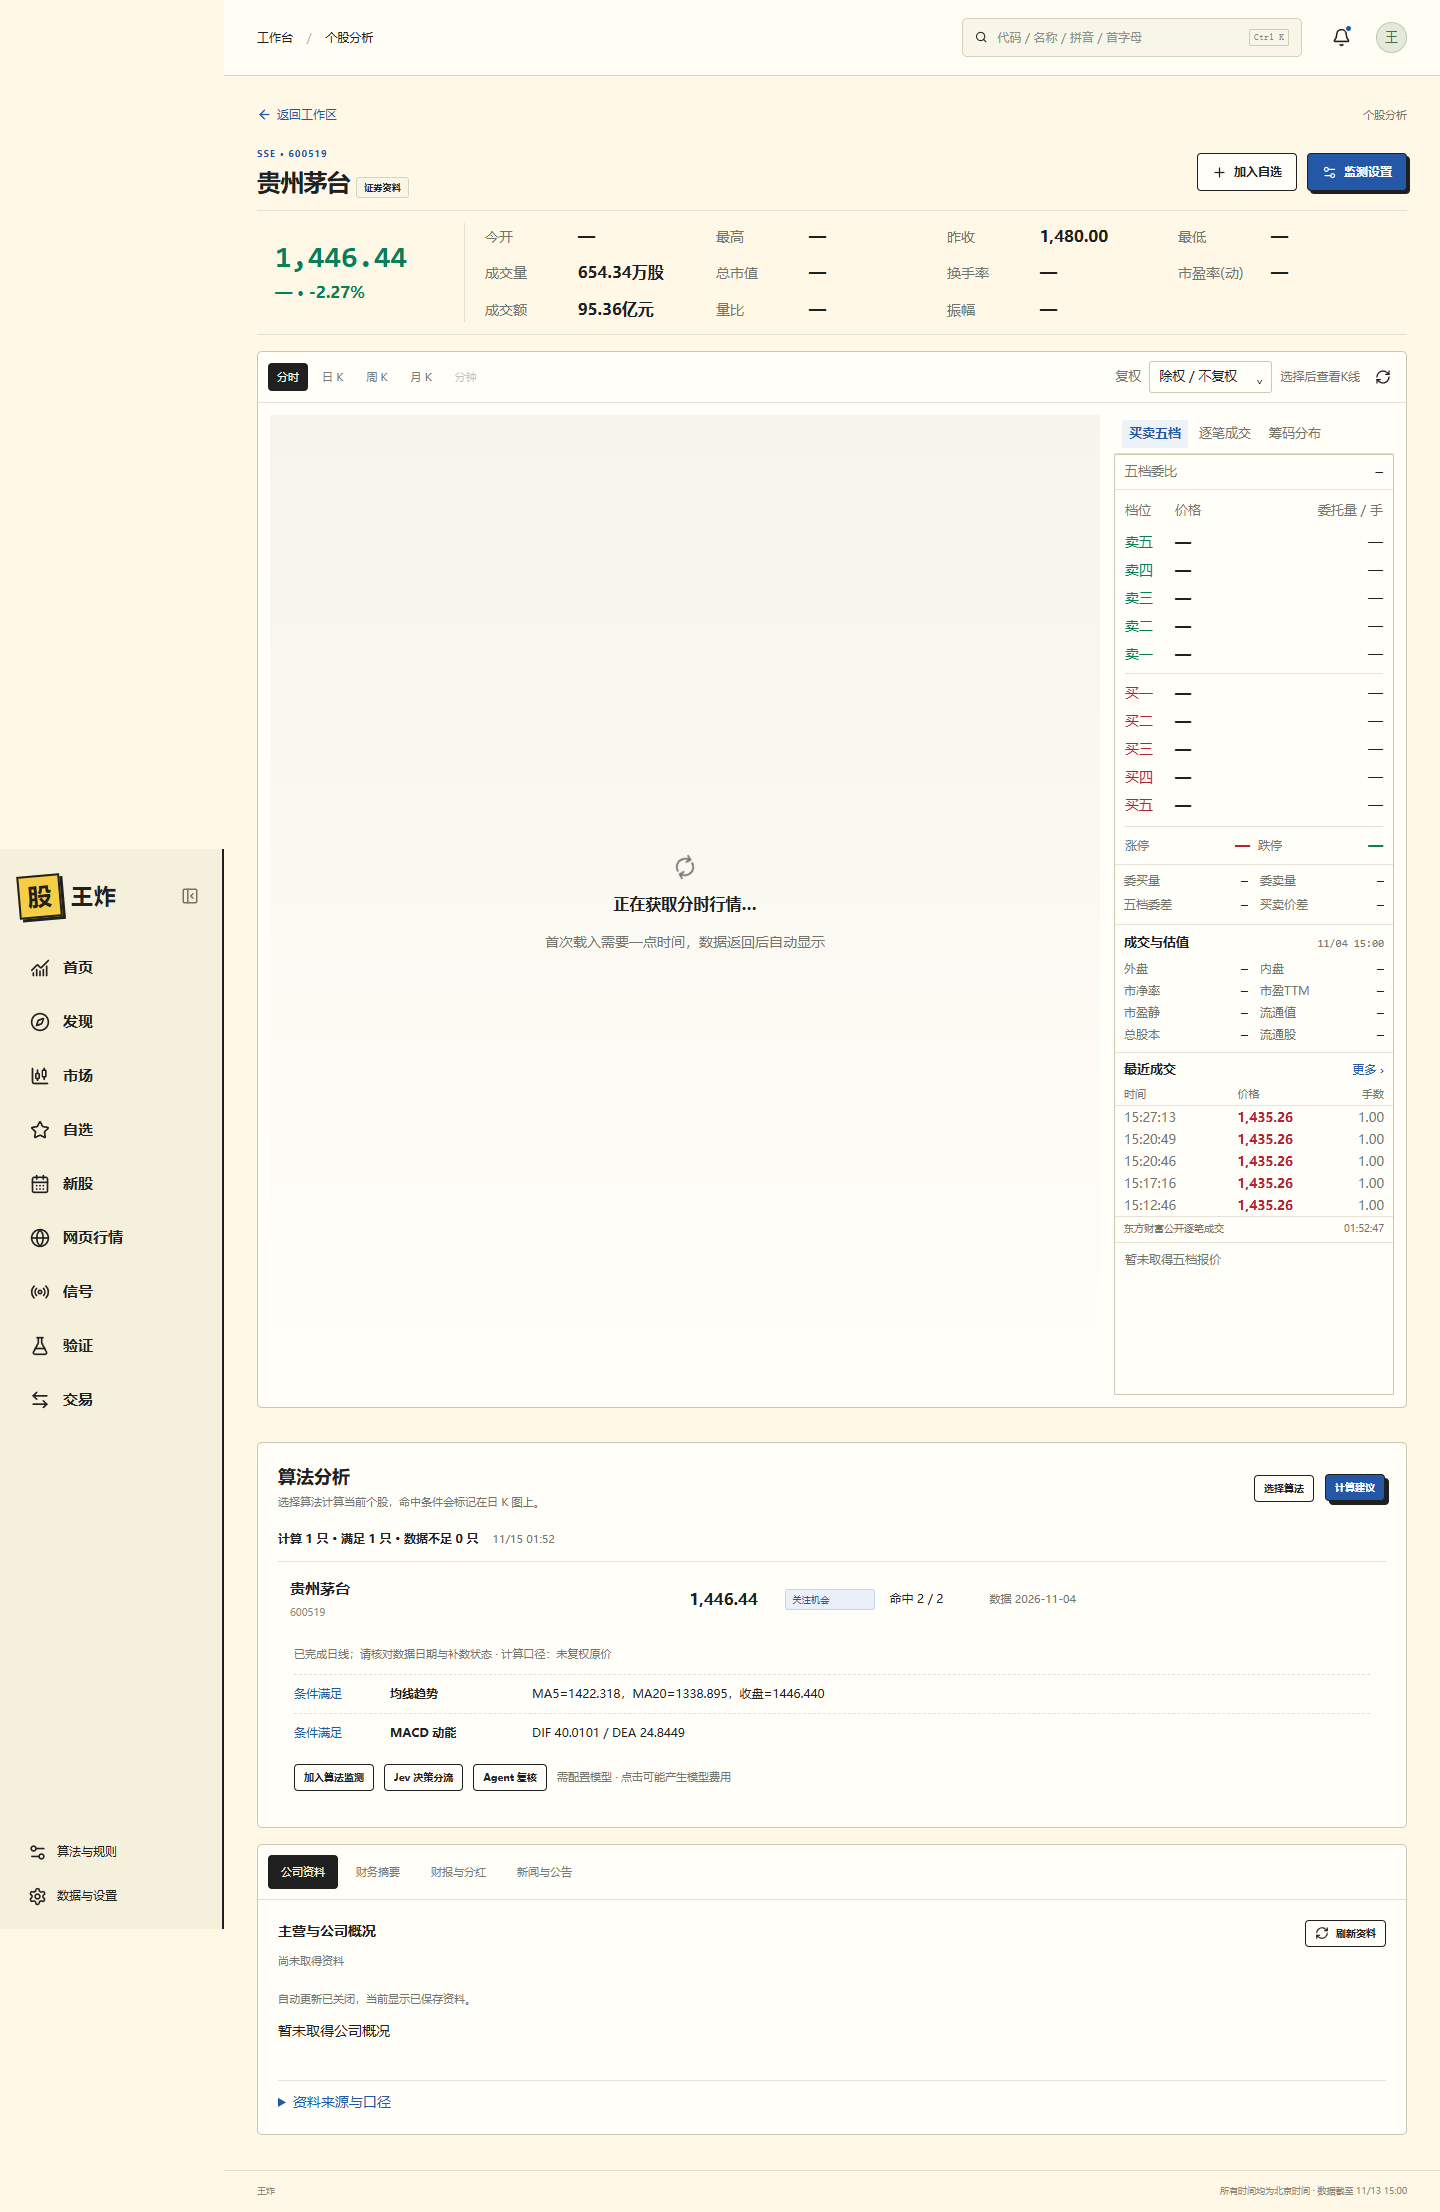 工作台 / 个股分析
代码 / 名称 / 拼音 / 首字母 Ctrl K
王
← 返回工作区
个股分析
SSE • 600519
贵州茅台 证券资料
加入自选
监测设置
1,446.44
— • -2.27%
今开 — 最高 — 昨收 1,480.00 最低 —
成交量 654.34万股 总市值 — 换手率 — 市盈率(动) —
成交额 95.36亿元 量比 — 振幅 —
分时 日 K 周 K 月 K 分钟
复权 除权 / 不复权 选择后查看K线
正在获取分时行情...
首次载入需要一点时间，数据返回后自动显示
买卖五档 逐笔成交 筹码分布
五档委比 –
档位 价格 委托量 / 手
卖五 — —
卖四 — —
卖三 — —
卖二 — —
卖一 — —
买一 — —
买二 — —
买三 — —
买四 — —
买五 — —
涨停 — 跌停 —
委买量 – 委卖量 –
五档委差 – 买卖价差 –
成交与估值 11/04 15:00
外盘 – 内盘 –
市净率 – 市盈TTM –
市盈静 – 流通值 –
总股本 – 流通股 –
最近成交 更多 ›
时间 价格 手数
15:27:13 1,435.26 1.00
15:20:49 1,435.26 1.00
15:20:46 1,435.26 1.00
15:17:16 1,435.26 1.00
15:12:46 1,435.26 1.00
东方财富公开逐笔成交 01:52:47
暂未取得五档报价
股 王炸
首页
发现
市场
自选
新股
网页行情
信号
验证
交易
算法与规则
数据与设置
算法分析
选择算法计算当前个股，命中条件会标记在日 K 图上。
选择算法
计算建议
计算 1 只 • 满足 1 只 • 数据不足 0 只 11/15 01:52
贵州茅台
600519
1,446.44 关注机会 命中 2 / 2 数据 2026-11-04
已完成日线；请核对数据日期与补数状态 · 计算口径：未复权原价
条件满足 均线趋势 MA5=1422.318，MA20=1338.895，收盘=1446.440
条件满足 MACD 动能 DIF 40.0101 / DEA 24.8449
加入算法监测 Jev 决策分流 Agent 复核 需配置模型 · 点击可能产生模型费用
公司资料 财务摘要 财报与分红 新闻与公告
主营与公司概况
刷新资料
尚未取得资料
自动更新已关闭，当前显示已保存资料。
暂未取得公司概况
▶ 资料来源与口径
王炸
所有时间均为北京时间 · 数据截至 11/13 15:00